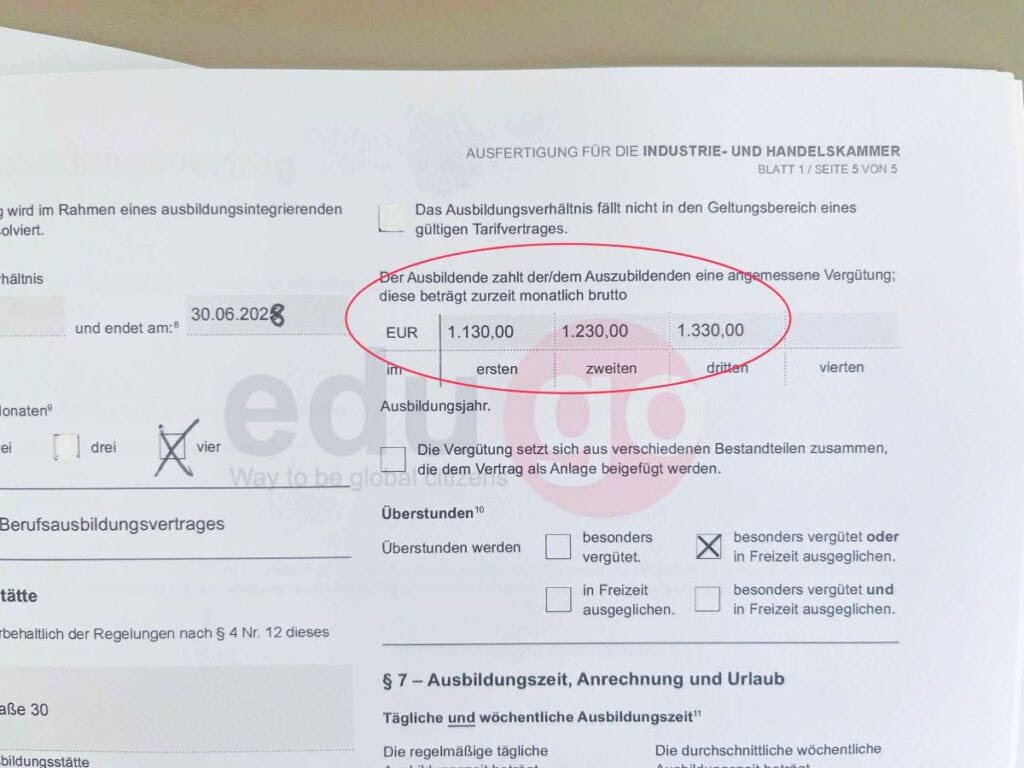 AUSFERTIGUNG FÜR DIE INDUSTRIE- UND HANDELSKAMMER
BLATT 1 / SEITE 5 VON 5
wird im Rahmen eines ausbildungsintegrierenden
olviert.
hältnis
und endet am:⁸ 30.06.2028
onaten⁹
ei drei vier
Berufsausbildungsvertrages
tätte
rbehaltlich der Regelungen nach § 4 Nr. 12 dieses
aße 30
bildungsstätte
Das Ausbildungsverhältnis fällt nicht in den Geltungsbereich eines
gültigen Tarifvertrages.
Der Ausbildende zahlt der/dem Auszubildenden eine angemessene Vergütung;
diese beträgt zurzeit monatlich brutto
EUR 1.130,00 1.230,00 1.330,00
im ersten zweiten dritten vierten
Ausbildungsjahr.
Die Vergütung setzt sich aus verschiedenen Bestandteilen zusammen,
die dem Vertrag als Anlage beigefügt werden.
Überstunden¹⁰
Überstunden werden
besonders
vergütet.
besonders vergütet oder
in Freizeit ausgeglichen.
in Freizeit
ausgeglichen.
besonders vergütet und
in Freizeit ausgeglichen.
§ 7 – Ausbildungszeit, Anrechnung und Urlaub
Tägliche und wöchentliche Ausbildungszeit¹¹
Die regelmäßige tägliche
Die durchschnittliche wöchentliche
edu go
Way to be global citizens